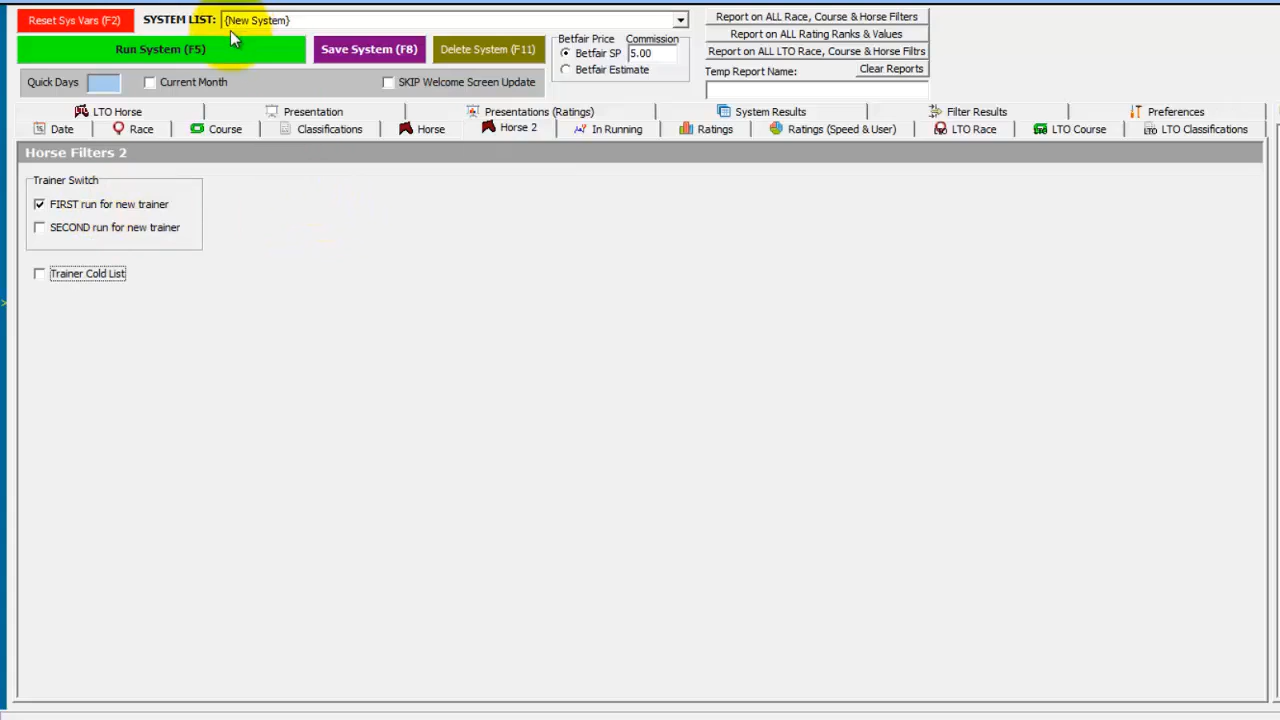 Reset Sys Vars (F2) SYSTEM LIST: {New System}
Report on ALL Race, Course & Horse Filters
Run System (F5) Save System (F8) Delete System (F11)
Betfair Price Commission
Betfair SP 5.00
Betfair Estimate
Report on ALL Rating Ranks & Values
Report on ALL LTO Race, Course & Horse Filtrs
Temp Report Name: Clear Reports
Quick Days Current Month SKIP Welcome Screen Update
LTO Horse Presentation Presentations (Ratings) System Results Filter Results Preferences
Date Race Course Classifications Horse Horse 2 In Running Ratings Ratings (Speed & User) LTO Race LTO Course LTO Classifications
Horse Filters 2
Trainer Switch
FIRST run for new trainer
SECOND run for new trainer
Trainer Cold List